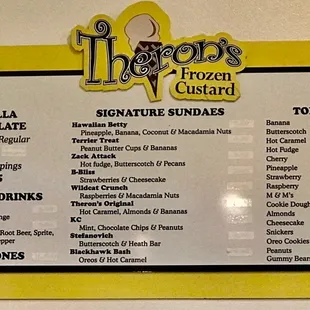 Theron's
Frozen
Custard
LLA
LATE
Regular
pings
S
DRINKS
nge
Root Beer, Sprite,
epper
ONES
SIGNATURE SUNDAES
Hawaiian Betty
Pineapple, Banana, Coconut & Macadamia Nuts
Terrier Treat
Peanut Butter Cups & Bananas
Zack Attack
Hot fudge, Butterscotch & Pecans
B-Bliss
Strawberries & Cheesecake
Wildcat Crunch
Raspberries & Macadamia Nuts
Theron's Original
Hot Caramel, Almonds & Bananas
KC
Mint, Chocolate Chips & Peanuts
Stefanovich
Butterscotch & Heath Bar
Blackhawk Bash
Oreos & Hot Caramel
TO
Banana
Butterscotch
Hot Caramel
Hot Fudge
Cherry
Pineapple
Strawberry
Raspberry
M & M's
Cookie Dough
Almonds
Cheesecake
Snickers
Oreo Cookies
Peanuts
Gummy Bear